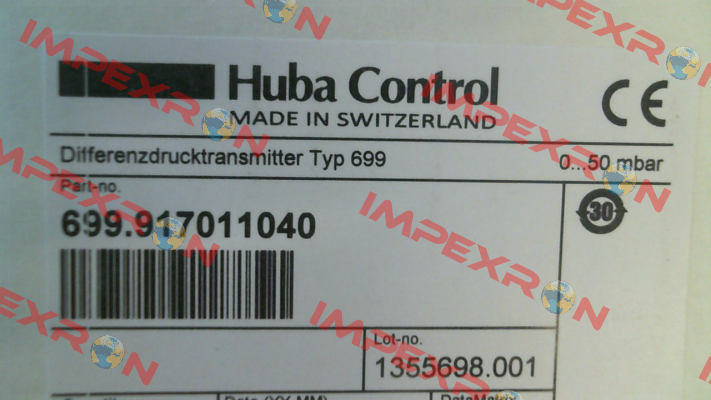 Huba Control
CE
MADE IN SWITZERLAND
Differenzdrucktransmitter Typ 699 0...50 mbar
Part-no.
699.917011040
30
Lot-no.
1355698.001
IMPEXRON